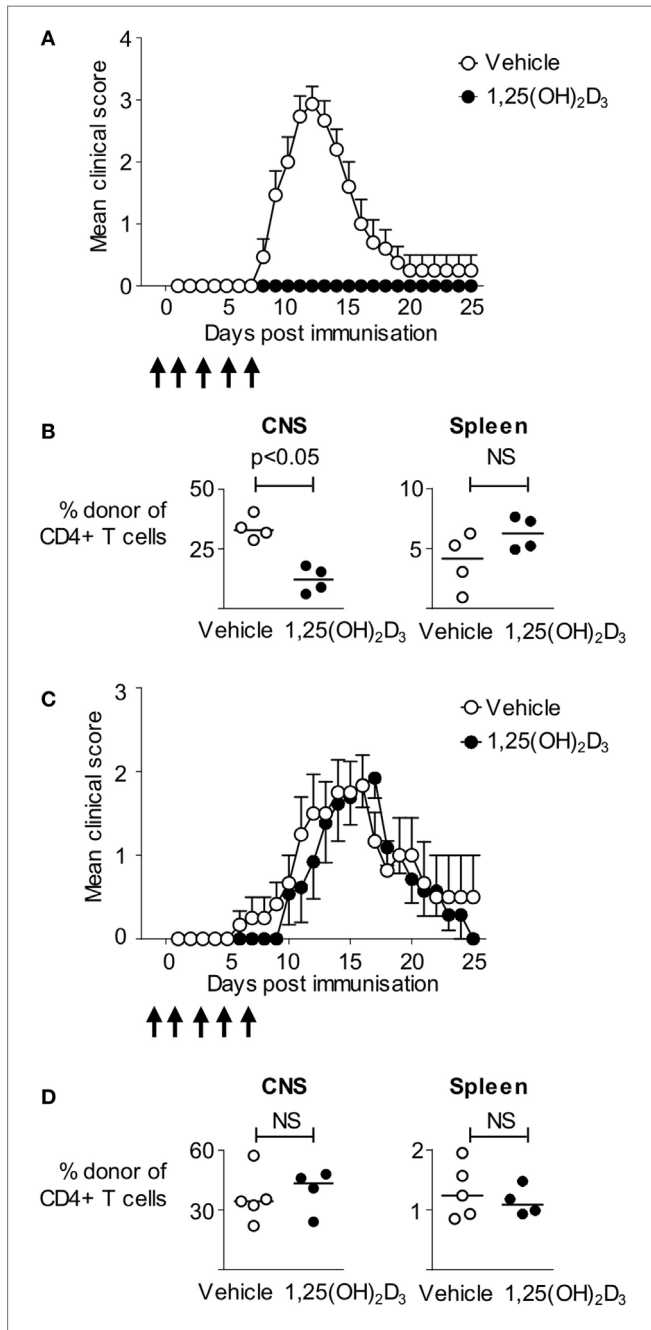 A
4
3
2
1
0
Mean clinical score
Vehicle
1,25(OH)₂D₃
0 5 10 15 20 25
Days post immunisation
B
CNS
Spleen
p<0.05
NS
% donor of
CD4+ T cells
50
25
10
5
Vehicle 1,25(OH)₂D₃
Vehicle 1,25(OH)₂D₃
C
3
2
1
0
Mean clinical score
Vehicle
1,25(OH)₂D₃
0 5 10 15 20 25
Days post immunisation
D
CNS
Spleen
NS
NS
% donor of
CD4+ T cells
60
30
2
1
Vehicle 1,25(OH)₂D₃
Vehicle 1,25(OH)₂D₃